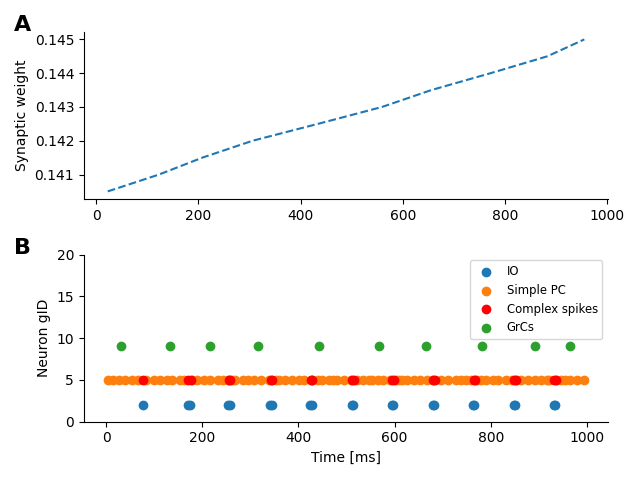 A
0.145
0.144
0.143
0.142
0.141
Synaptic weight
0 200 400 600 800 1000
B
20
15
10
5
0
Neuron gID
IO
Simple PC
Complex spikes
GrCs
0 200 400 600 800 1000
Time [ms]